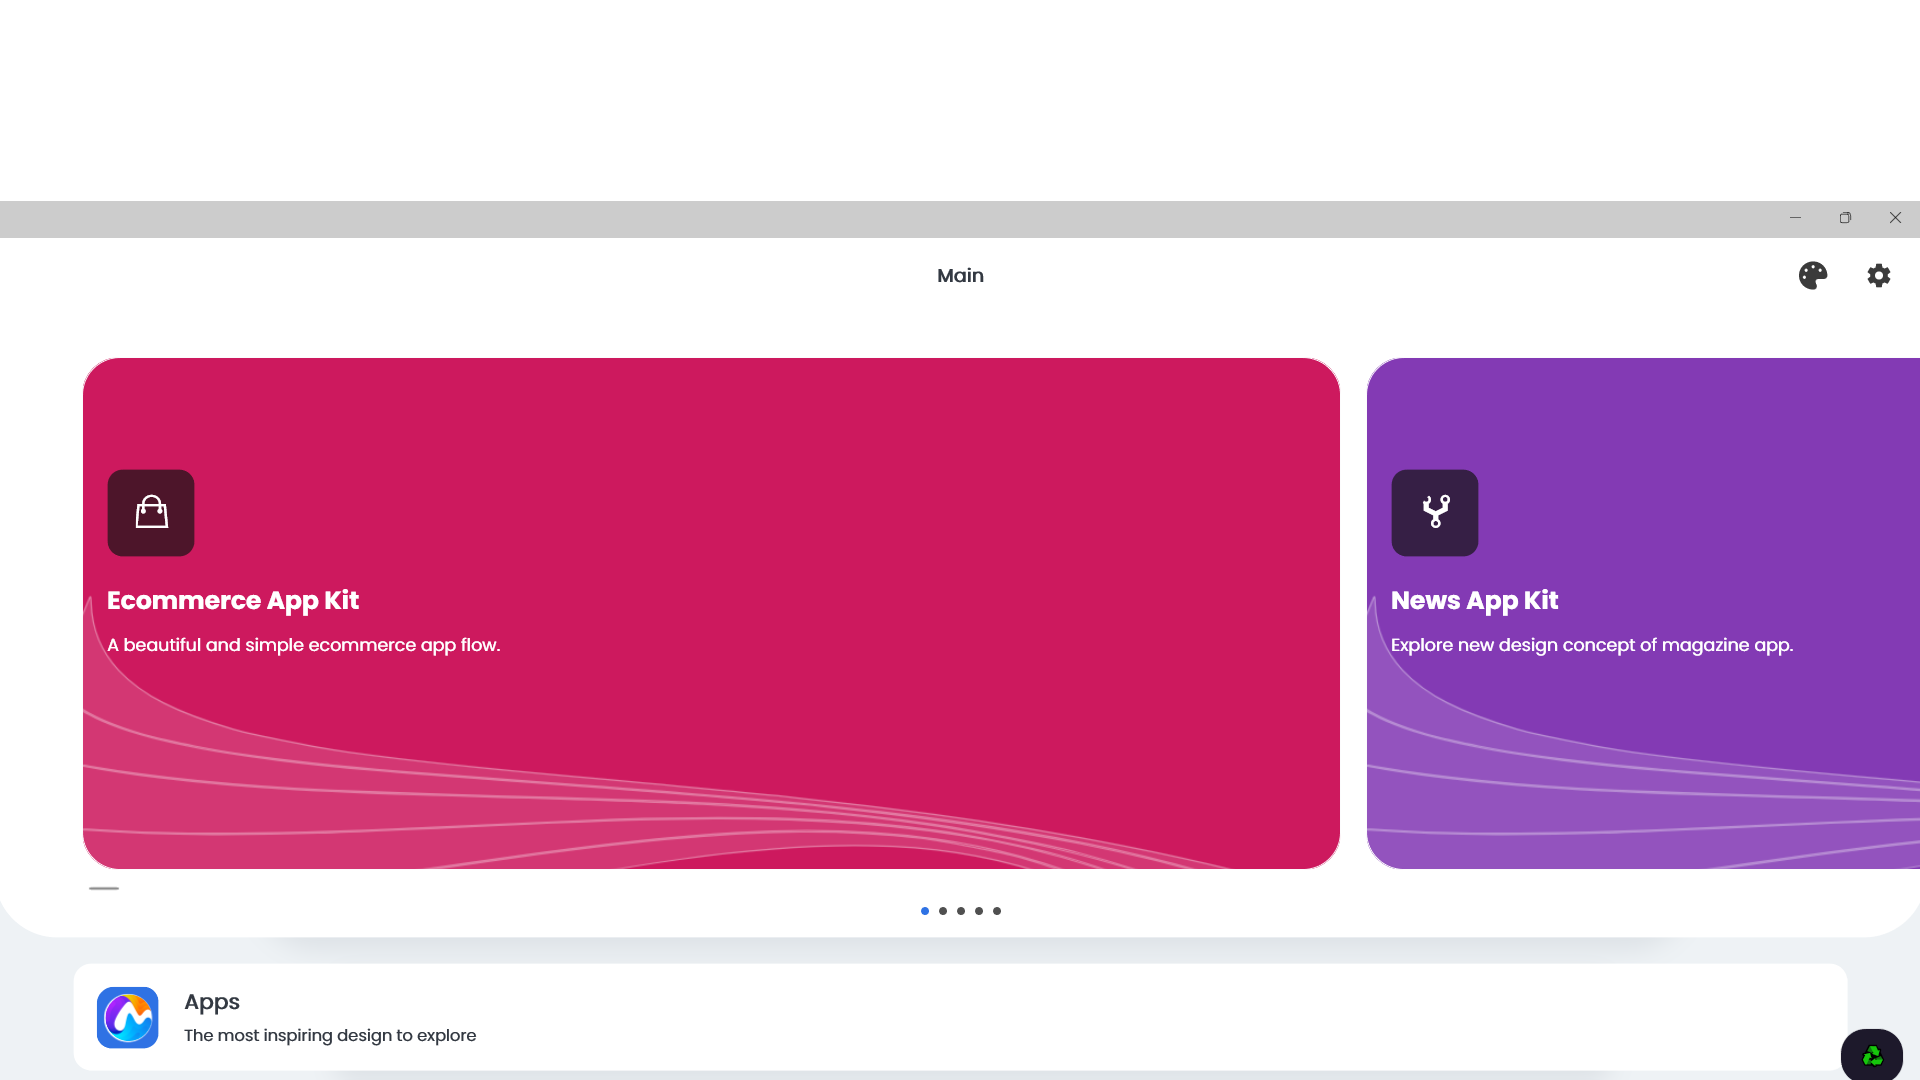 Main
Ecommerce App Kit
A beautiful and simple ecommerce app flow.
News App Kit
Explore new design concept of magazine app.
Apps
The most inspiring design to explore